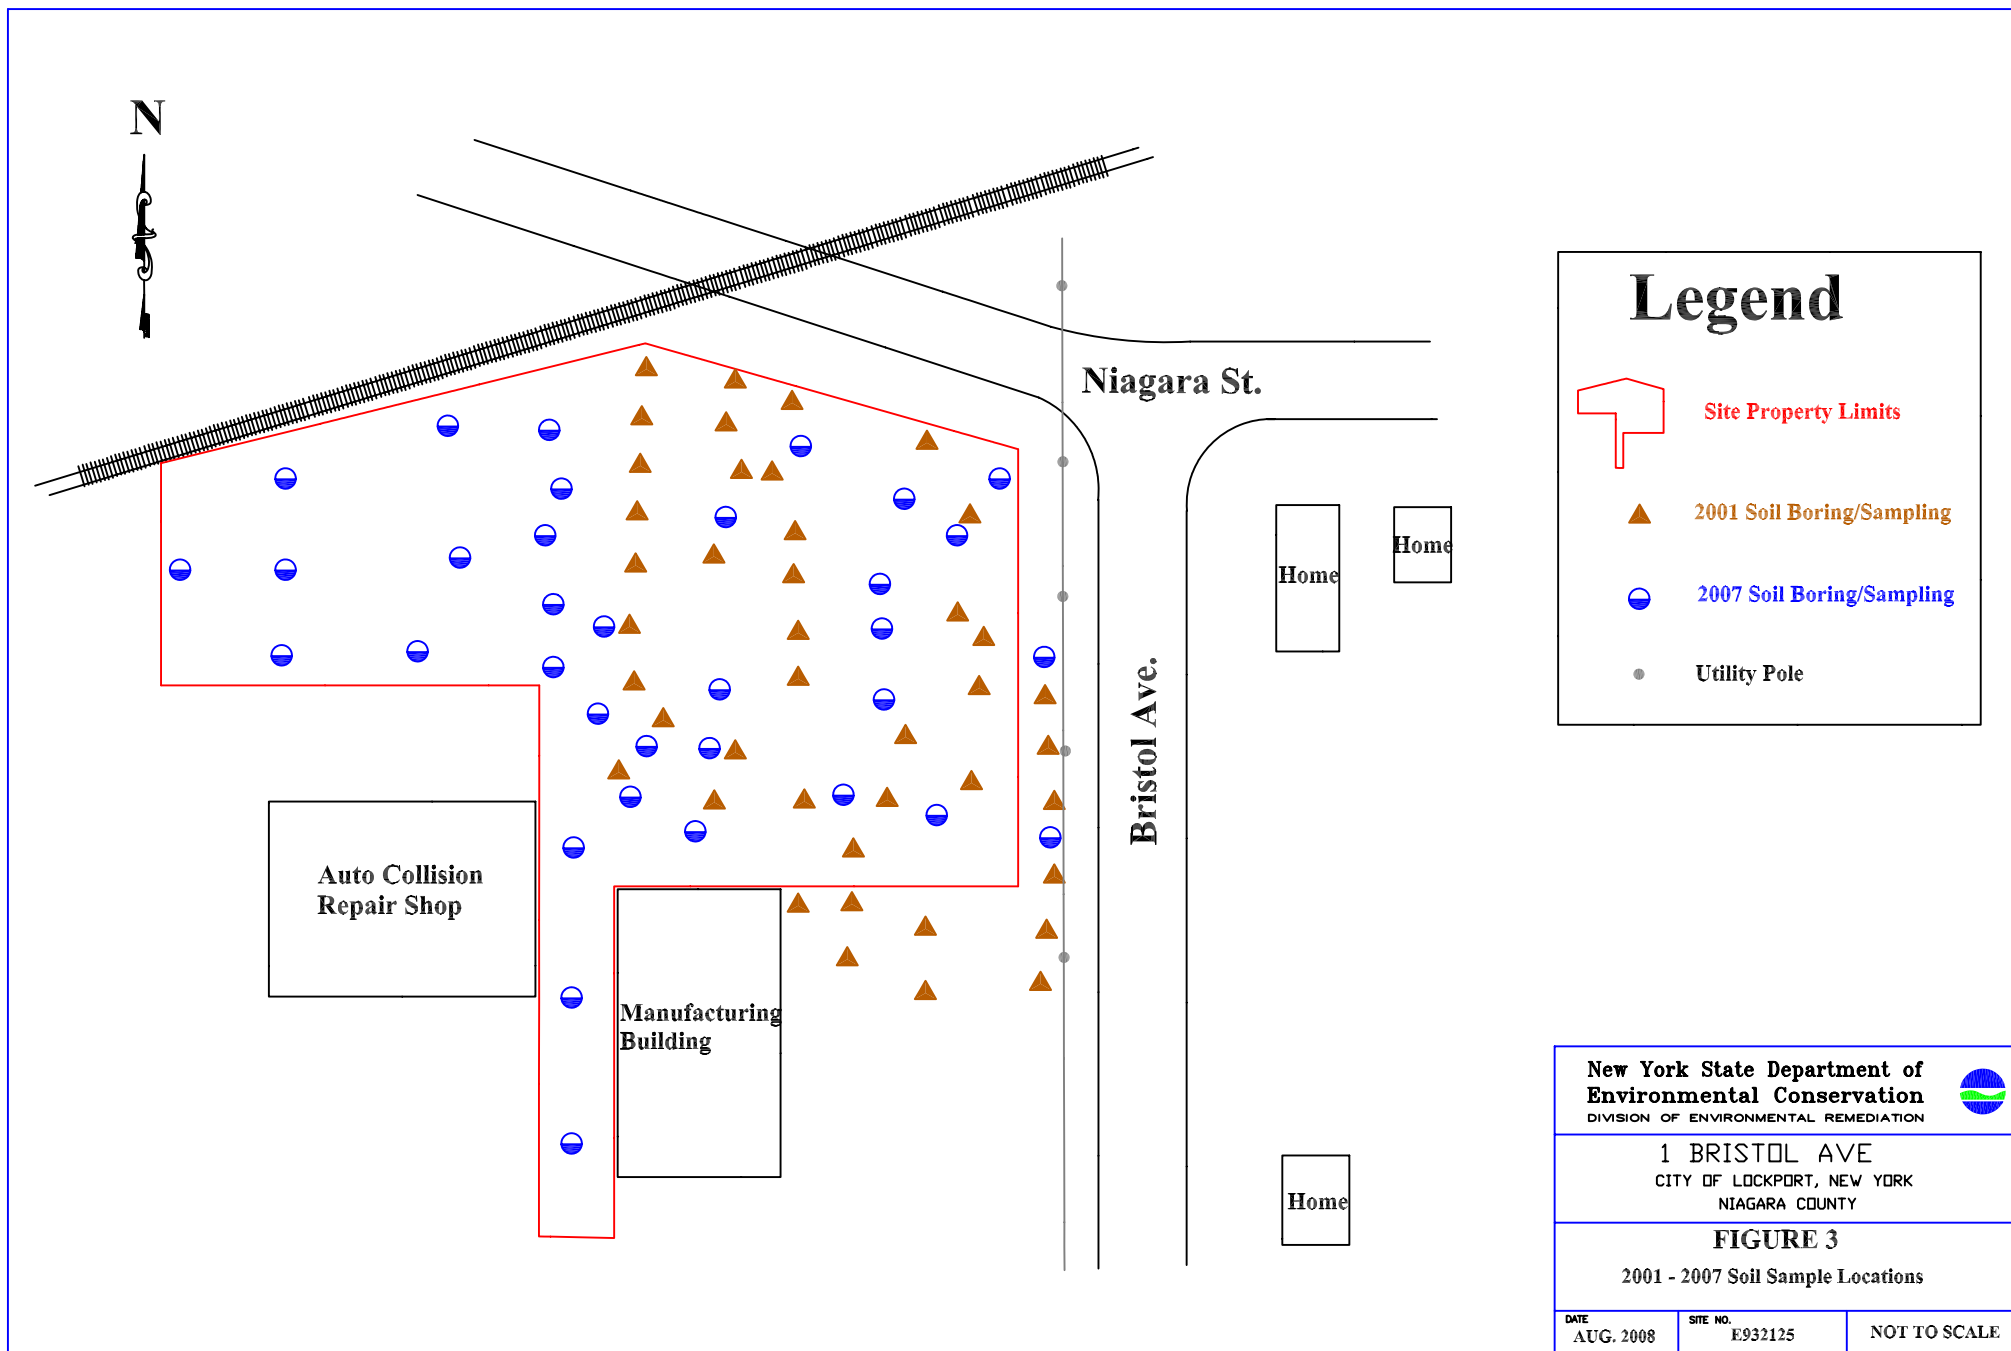 N
Niagara St.
Bristol Ave.
Home
Home
Home
Auto Collision
Repair Shop
Manufacturing
Building
Legend
Site Property Limits
2001 Soil Boring/Sampling
2007 Soil Boring/Sampling
Utility Pole
New York State Department of
Environmental Conservation
DIVISION OF ENVIRONMENTAL REMEDIATION
1 BRISTOL AVE
CITY OF LOCKPORT, NEW YORK
NIAGARA COUNTY
FIGURE 3
2001 - 2007 Soil Sample Locations
DATE
AUG. 2008
SITE NO.
E932125
NOT TO SCALE